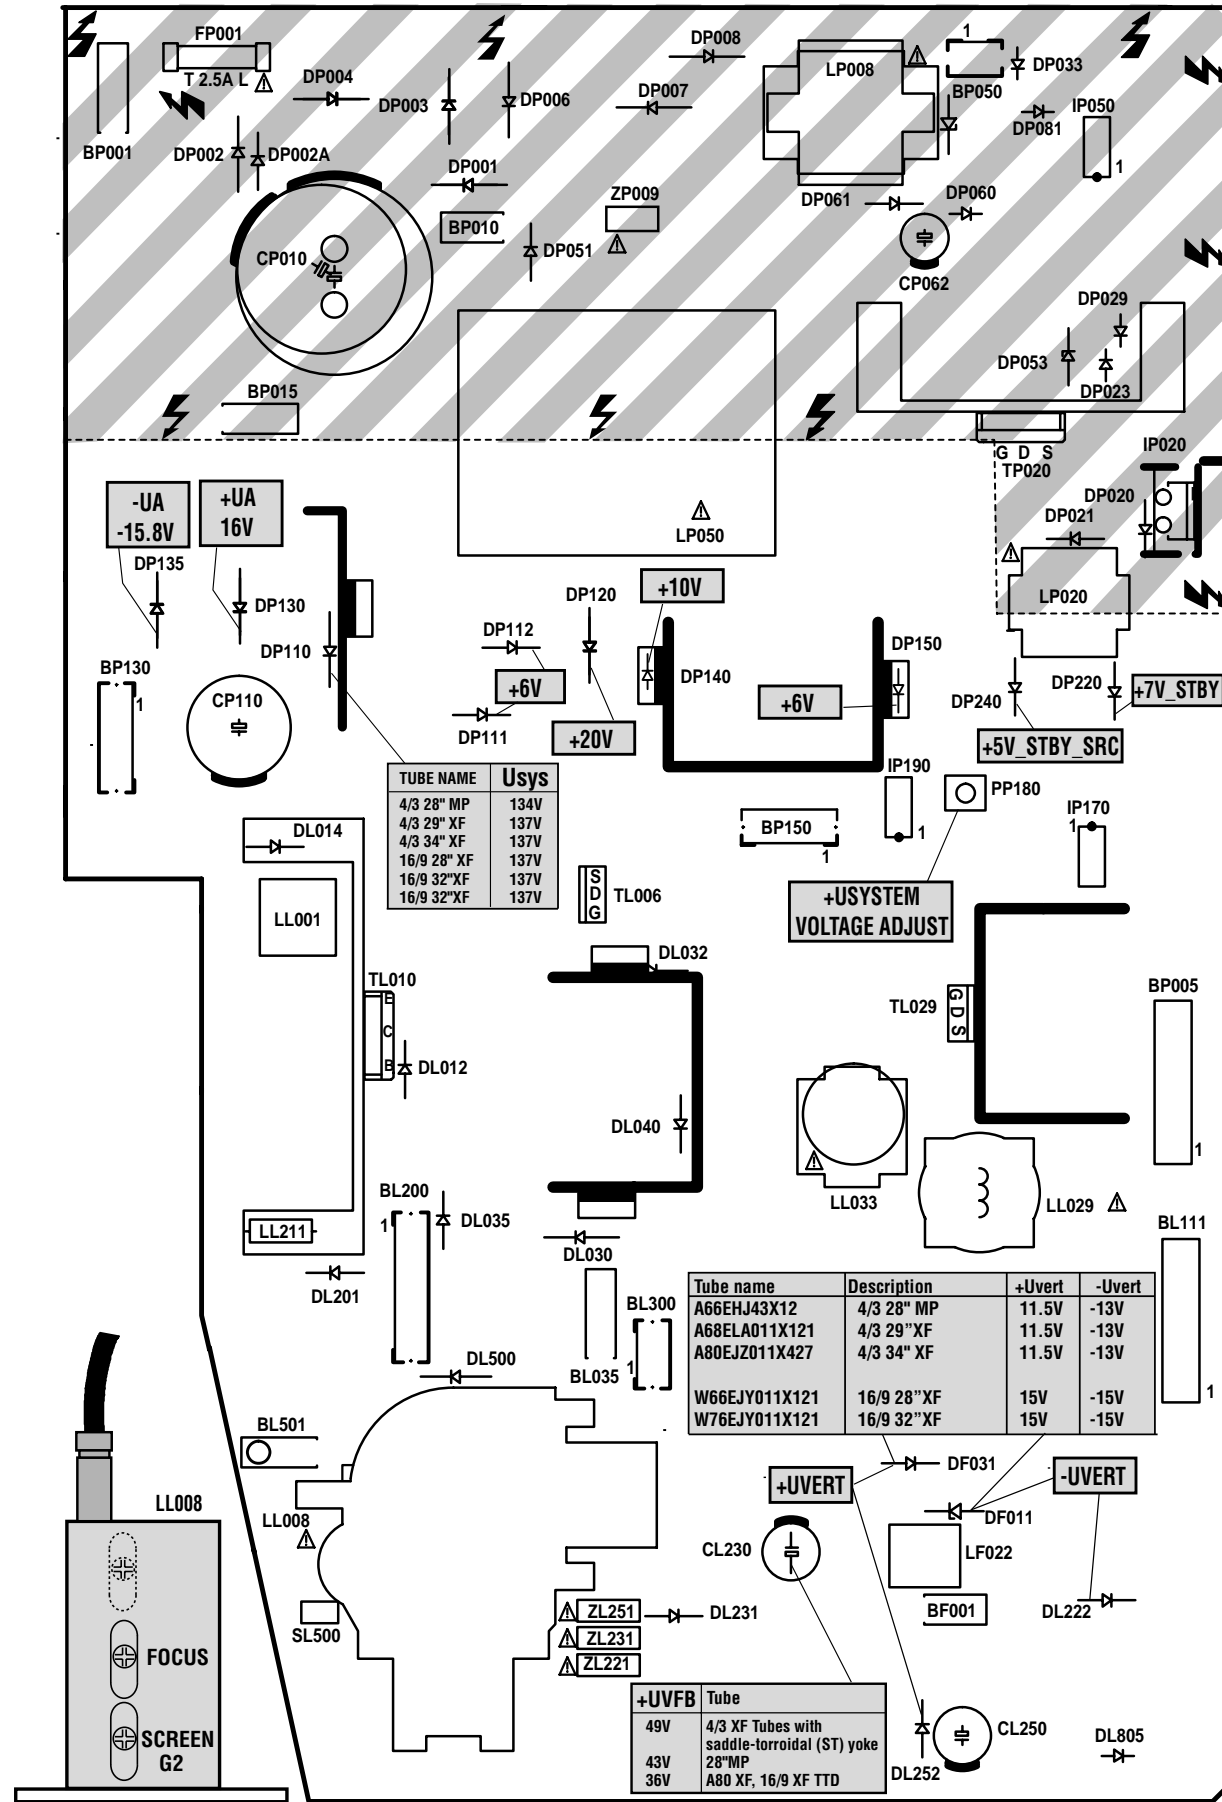 FP001
T 2.5A L
DP008
LP008
1
DP033
BP050
DP004
DP003
DP006
DP007
DP081
IP050
1
BP001
DP002
DP002A
DP001
BP010
ZP009
DP061
DP060
CP010
DP051
CP062
DP029
DP053
DP023
BP015
G D S
TP020
IP020
DP020
DP021
LP050
LP020
-UA
-15.8V
+UA
16V
DP135
DP130
DP110
DP112
DP120
+10V
DP140
DP150
+6V
+6V
DP111
+20V
DP240
DP220
+7V_STBY
+5V_STBY_SRC
BP130
1
CP110
TUBE NAME Usys
4/3 28" MP 134V
4/3 29" XF 137V
4/3 34" XF 137V
16/9 28" XF 137V
16/9 32"XF 137V
16/9 32"XF 137V
IP190
1
PP180
IP170
1
BP150
1
DL014
LL001
S
D
G
TL006
+USYSTEM
VOLTAGE ADJUST
DL032
TL010
E
C
B
DL012
TL029
G D S
BP005
1
DL040
LL033
LL029
BL200
1
DL035
LL211
DL030
DL201
BL111
1
BL300
1
BL035
DL500
Tube name Description +Uvert -Uvert
A66EHJ43X12 4/3 28" MP 11.5V -13V
A68ELA011X121 4/3 29”XF 11.5V -13V
A80EJZ011X427 4/3 34" XF 11.5V -13V
W66EJY011X121 16/9 28”XF 15V -15V
W76EJY011X121 16/9 32”XF 15V -15V
BL501
LL008
LL008
+UVERT
DF031
-UVERT
DF011
CL230
LF022
BF001
DL222
SL500
ZL251
ZL231
ZL221
DL231
FOCUS
SCREEN
G2
+UVFB Tube
49V 4/3 XF Tubes with
saddle-torroidal (ST) yoke
43V 28"MP
36V A80 XF, 16/9 XF TTD
DL252
CL250
DL805